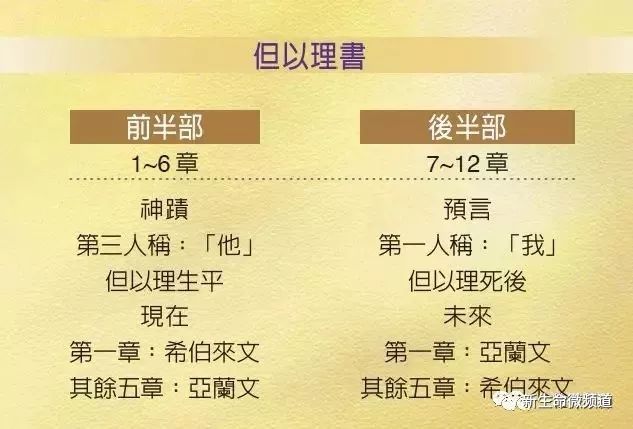 但以理書
前半部
1~6 章
神蹟
第三人稱：「他」
但以理生平
現在
第一章：希伯來文
其餘五章：亞蘭文
後半部
7~12 章
預言
第一人稱：「我」
但以理死後
未來
第一章：亞蘭文
其餘五章：希伯來文
新生命微频道